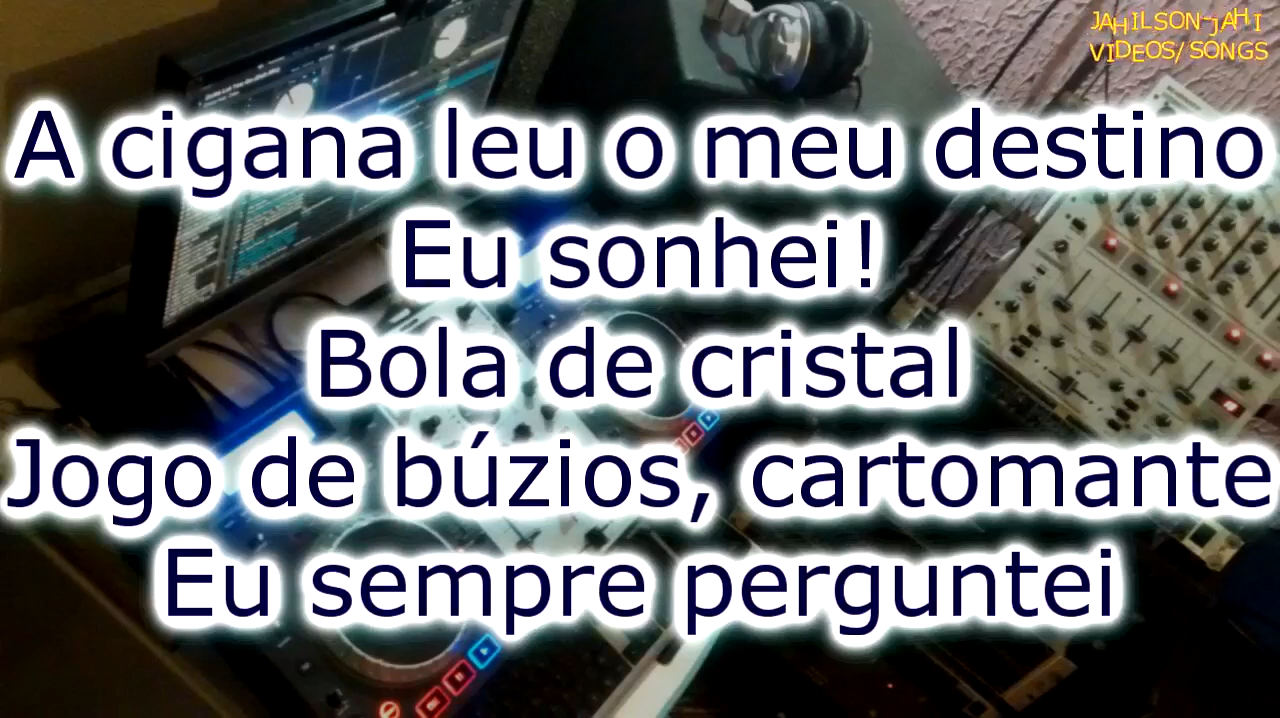 JAHILSON-JAHI
VIDEOS/SONGS
A cigana leu o meu destino
Eu sonhei!
Bola de cristal
Jogo de búzios, cartomante
Eu sempre perguntei